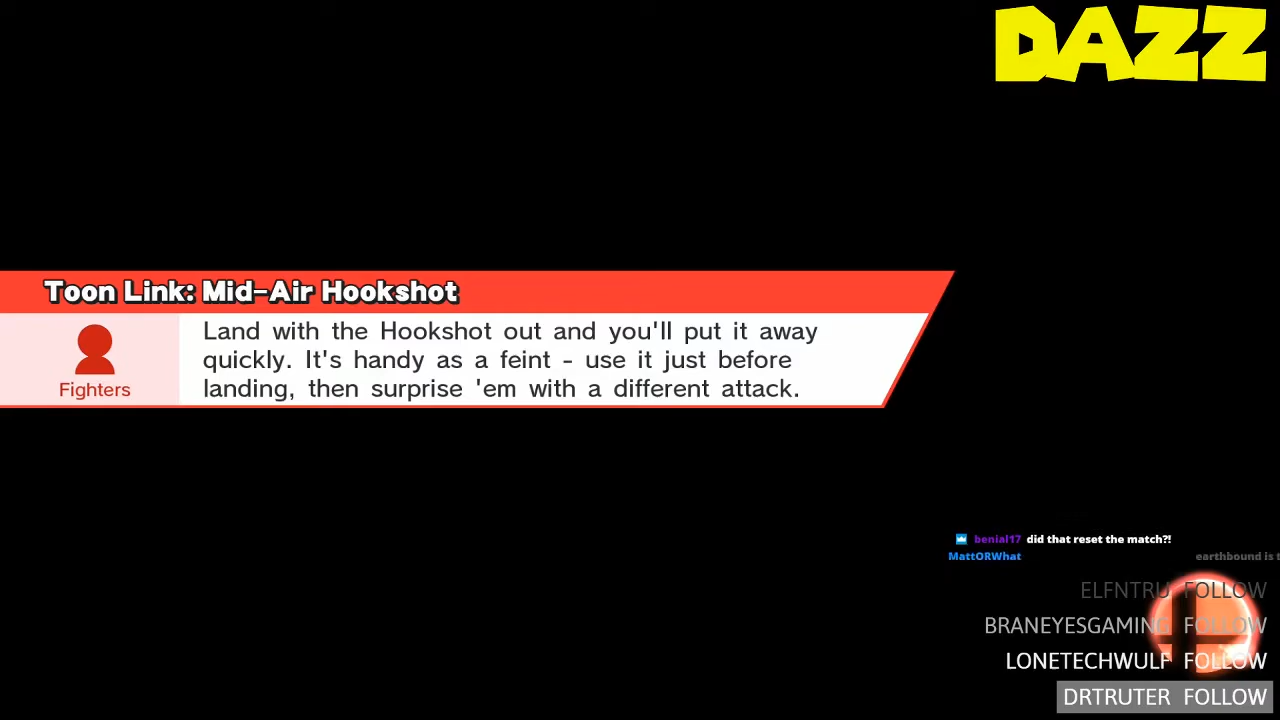 DAZZ
Toon Link: Mid-Air Hookshot
Land with the Hookshot out and you'll put it away
quickly. It's handy as a feint - use it just before
landing, then surprise 'em with a different attack.
Fighters
benial17 did that reset the match?!
MattORWhat earthbound is
ELFNTRU FOLLOW
BRANEYESGAMING FOLLOW
LONETECHWULF FOLLOW
DRTRUTER FOLLOW